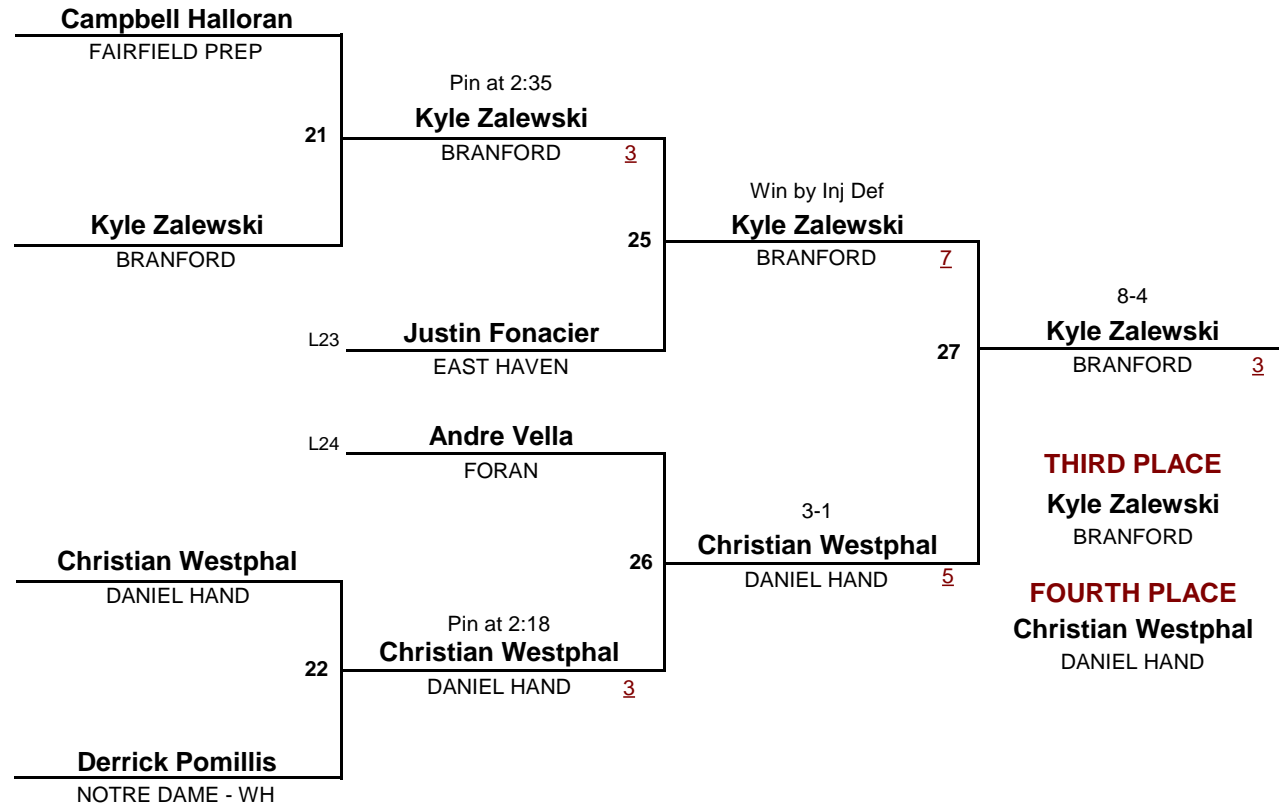 Campbell Halloran
FAIRFIELD PREP
Pin at 2:35
Kyle Zalewski
21
BRANFORD 3
Win by Inj Def
Kyle Zalewski
Kyle Zalewski
25
BRANFORD
BRANFORD 7
8-4
Kyle Zalewski
L23 Justin Fonacier
27
EAST HAVEN
BRANFORD 3
L24 Andre Vella
FORAN
THIRD PLACE
Kyle Zalewski
BRANFORD
3-1
Christian Westphal
26
Christian Westphal
DANIEL HAND
DANIEL HAND 5
FOURTH PLACE
Christian Westphal
DANIEL HAND
Pin at 2:18
Christian Westphal
22
DANIEL HAND 3
Derrick Pomillis
NOTRE DAME - WH